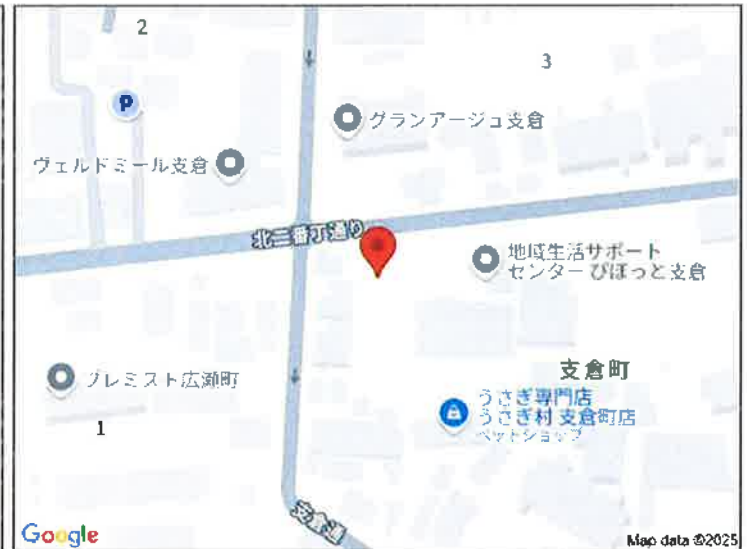 2
3
P
グランアージュ支倉
ヴェルドミール支倉
北二番丁通り
地域生活サポート
センター ぴぼっと支倉
プレミスト広瀬町
支倉町
うさぎ専門店
うさぎ村 支倉町店
ペットショップ
1
支倉通
Google
Map data ©2025